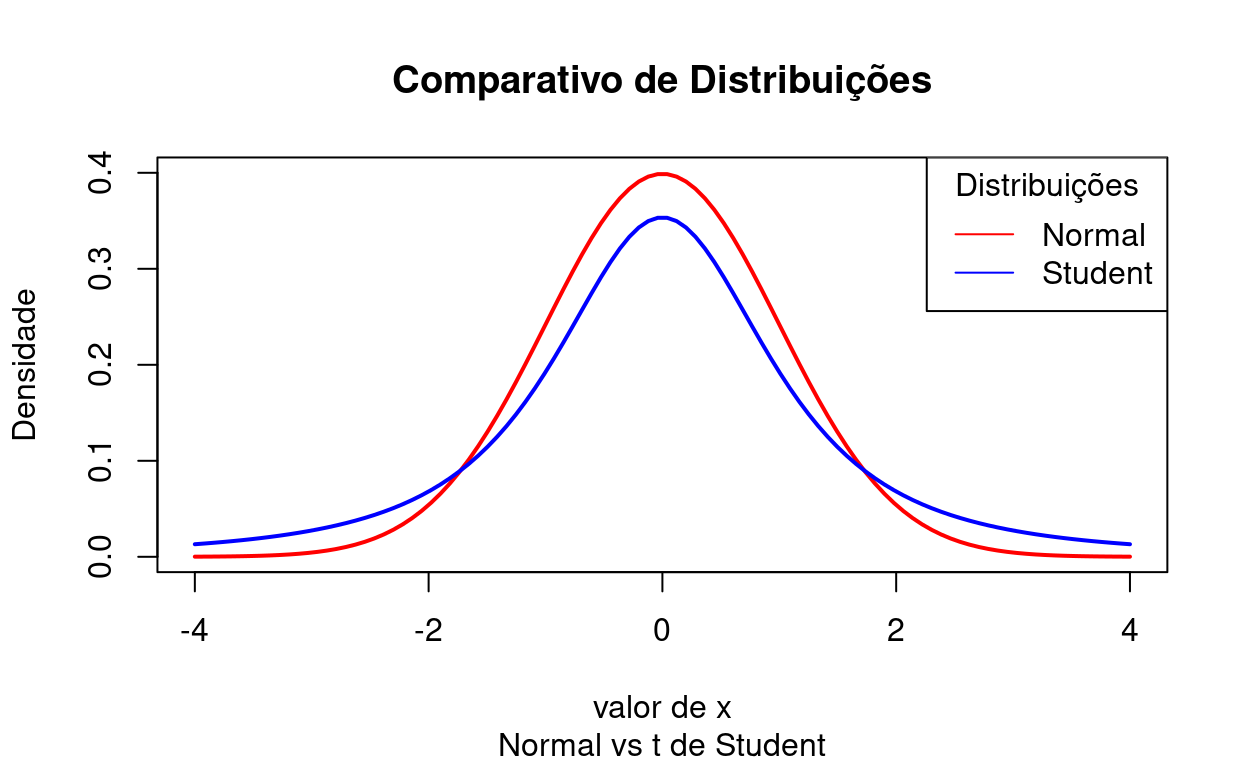 Comparativo de Distribuições
Distribuições
Normal
Student
Densidade
0.4
0.3
0.2
0.1
0.0
-4 -2 0 2 4
valor de x
Normal vs t de Student